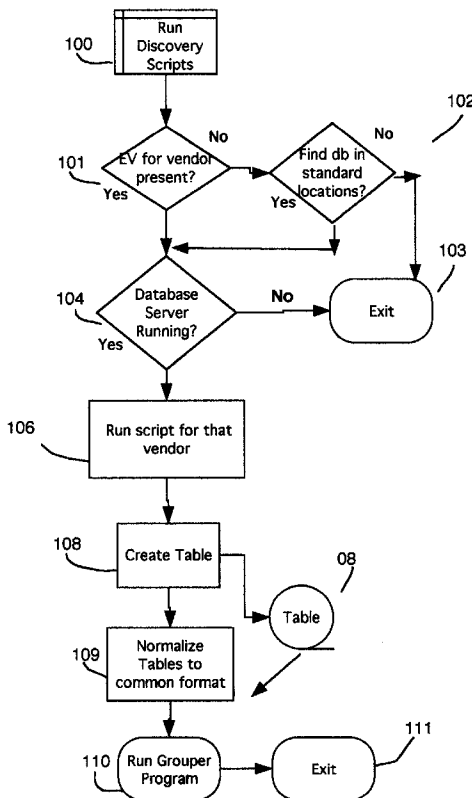 100
Run
Discovery
Scripts
102
No
No
101
EV for vendor
present?
Find db in
standard
locations?
Yes
Yes
103
104
Database
Server
Running?
No
Exit
Yes
106
Run script for that
vendor
108
Create Table
08
Table
109
Normalize
Tables to
common format
110
Run Grouper
Program
Exit
111